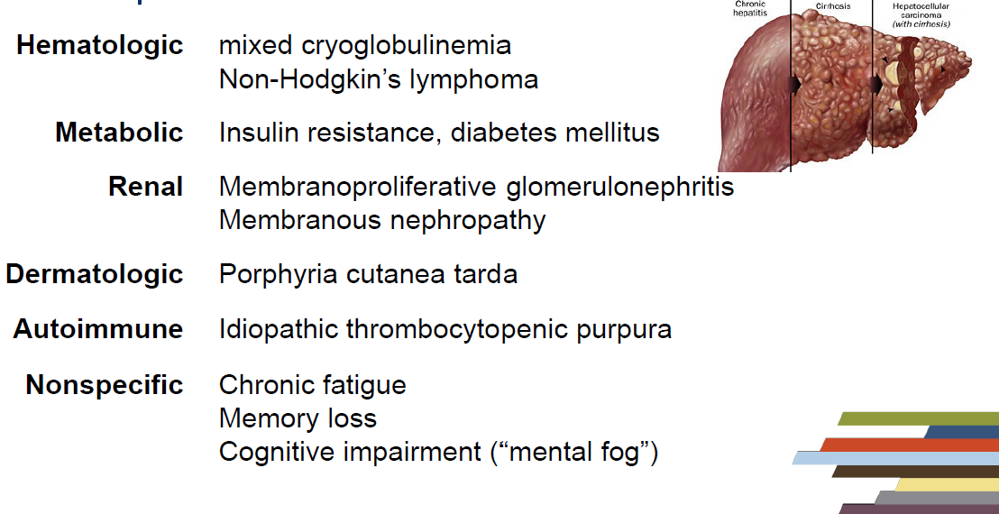 Chronic
hepatitis
Cirrhosis
Hepatocellular
carcinoma
(with cirrhosis)
Hematologic mixed cryoglobulinemia
Non-Hodgkin’s lymphoma
Metabolic Insulin resistance, diabetes mellitus
Renal Membranoproliferative glomerulonephritis
Membranous nephropathy
Dermatologic Porphyria cutanea tarda
Autoimmune Idiopathic thrombocytopenic purpura
Nonspecific Chronic fatigue
Memory loss
Cognitive impairment (“mental fog”)